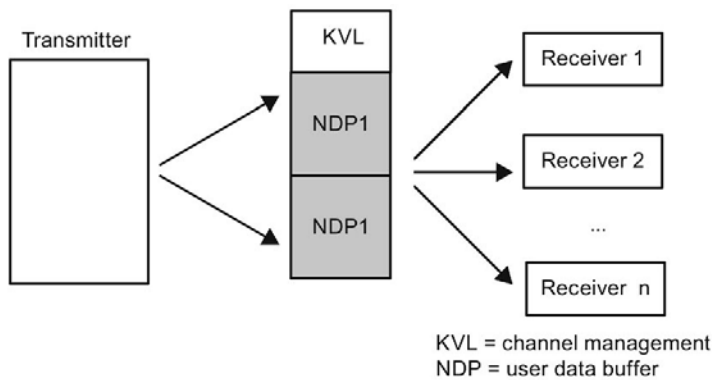 Transmitter
KVL
NDP1
NDP1
Receiver 1
Receiver 2
...
Receiver n
KVL = channel management
NDP = user data buffer